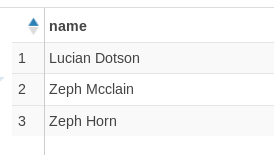 name
1 Lucian Dotson
2 Zeph Mcclain
3 Zeph Horn